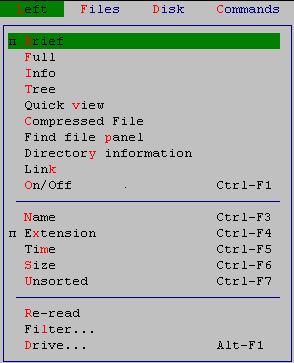 Left Files Disk Commands
п Brief
Full
Info
Tree
Quick view
Compressed File
Find file panel
Directory information
Link
On/Off Ctrl-F1
Name Ctrl-F3
п Extension Ctrl-F4
Time Ctrl-F5
Size Ctrl-F6
Unsorted Ctrl-F7
Re-read
Filter...
Drive... Alt-F1